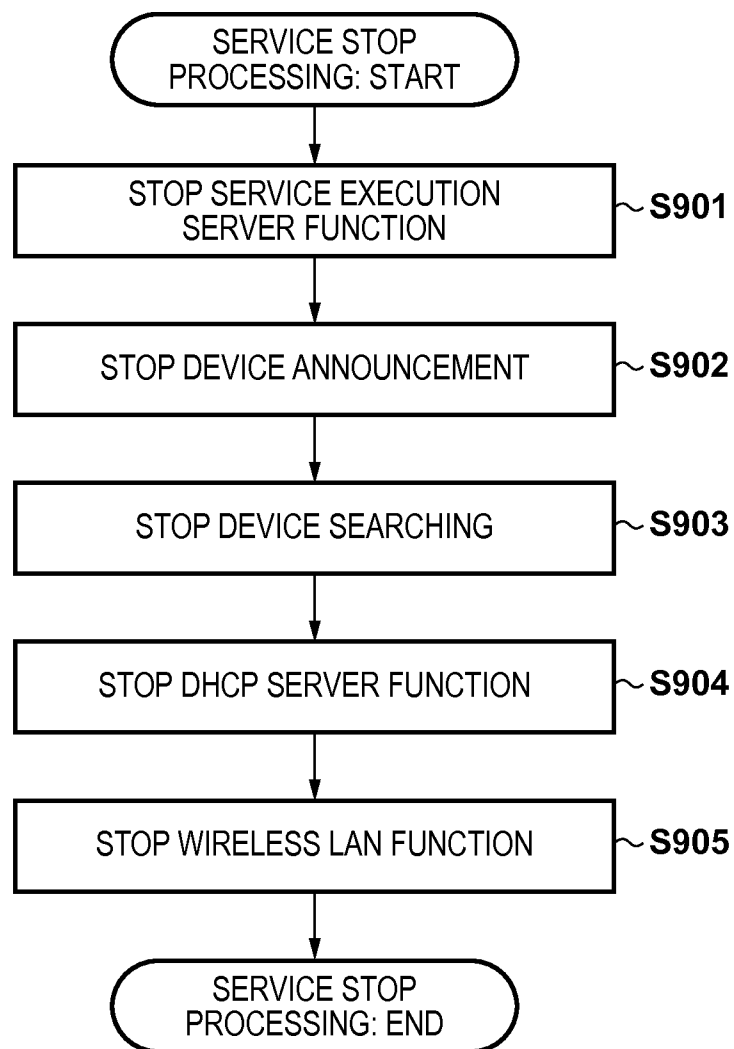 SERVICE STOP
PROCESSING: START
STOP SERVICE EXECUTION
SERVER FUNCTION
S901
STOP DEVICE ANNOUNCEMENT
S902
STOP DEVICE SEARCHING
S903
STOP DHCP SERVER FUNCTION
S904
STOP WIRELESS LAN FUNCTION
S905
SERVICE STOP
PROCESSING: END